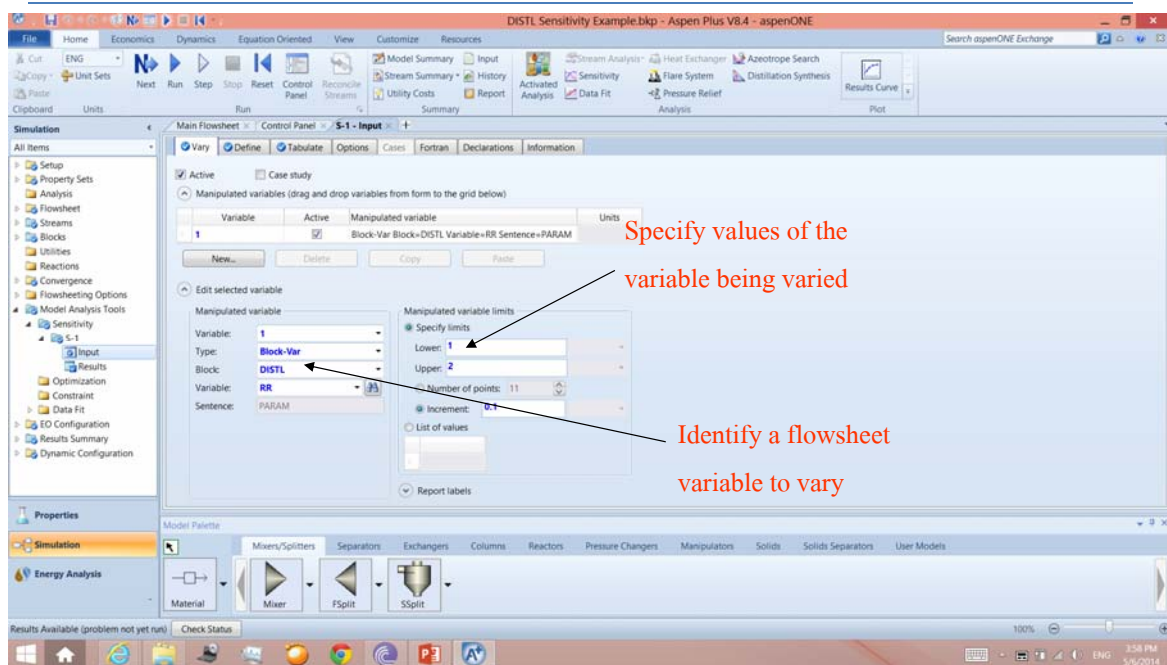 DISTL Sensitivity Example.bkp - Aspen Plus V8.4 - aspenONE
File Home Economics Dynamics Equation Oriented View Customize Resources Search aspenONE Exchange
Cut ENG Model Summary Input Stream Analysis Heat Exchanger Azeotrope Search
Copy Unit Sets Next Run Step Stop Reset Control Panel Reconcile Streams Stream Summary History Activated Analysis Sensitivity Flare System Distillation Synthesis Results Curve
Paste Utility Costs Report Data Fit Pressure Relief
Clipboard Units Run Summary Analysis Plot
Simulation Main Flowsheet Control Panel S-1 - Input
All Items Vary Define Tabulate Options Cases Fortran Declarations Information
Setup
Property Sets
Analysis
Flowsheet
Streams
Blocks
Utilities
Reactions
Convergence
Flowsheeting Options
Model Analysis Tools
Sensitivity
S-1
Input
Results
Optimization
Constraint
Data Fit
EO Configuration
Results Summary
Dynamic Configuration
Properties
Simulation
Energy Analysis
Active Case study
Manipulated variables (drag and drop variables from form to the grid below)
Variable Active Manipulated variable Units
1 Block-Var Block=DISTL Variable=RR Sentence=PARAM
New... Delete Copy Paste
Edit selected variable
Manipulated variable
Variable: 1
Type: Block-Var
Block: DISTL
Variable: RR
Sentence: PARAM
Manipulated variable limits
Specify limits
Lower: 1
Upper: 2
Number of points: 11
Increment: 0.1
List of values
Report labels
Specify values of the
variable being varied
Identify a flowsheet
variable to vary
Model Palette
Mixers/Splitters Separators Exchangers Columns Reactors Pressure Changers Manipulators Solids Solids Separators User Models
Material Mixer FSplit SSplit
Results Available (problem not yet run) Check Status 100%
ENG 3:58 PM
5/6/2014